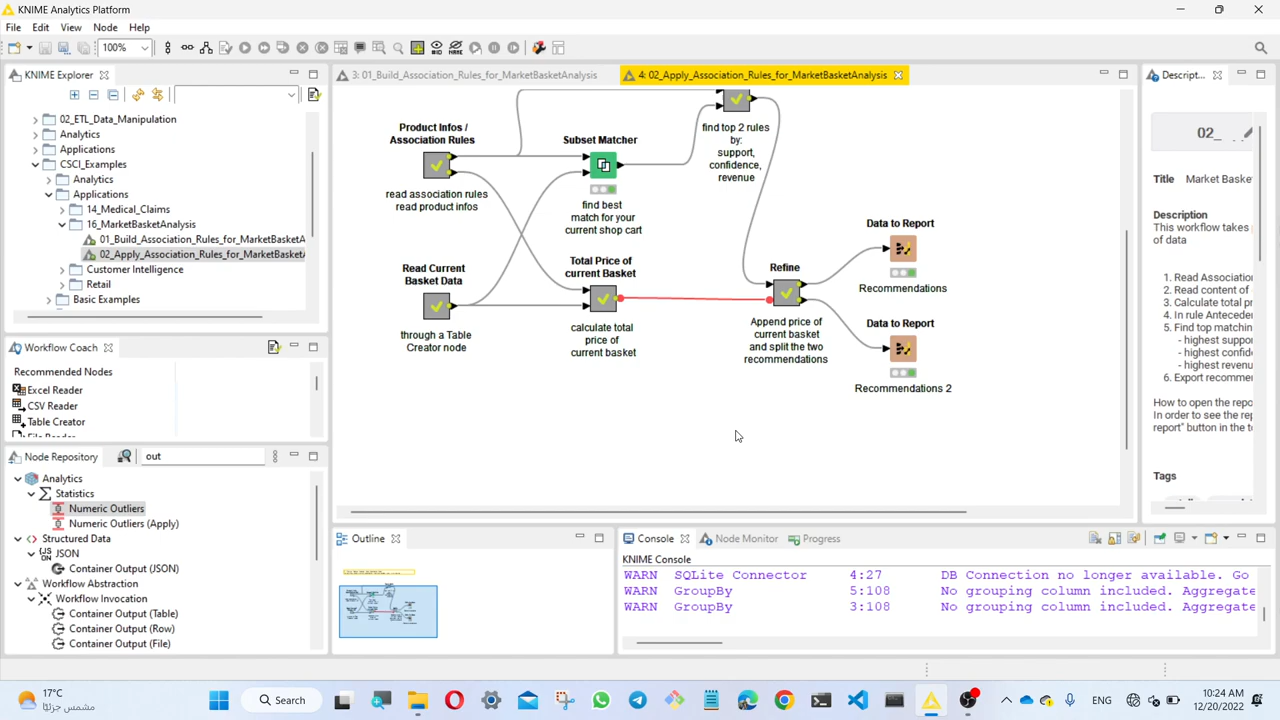 KNIME Analytics Platform
File Edit View Node Help
100%
KNIME Explorer
02_ETL_Data_Manipulation
Analytics
Applications
CSCI_Examples
Analytics
Applications
14_Medical_Claims
16_MarketBasketAnalysis
01_Build_Association_Rules_for_MarketBasketA
02_Apply_Association_Rules_for_MarketBasket
Customer Intelligence
Retail
Basic Examples
Workflow Coach
Recommended Nodes
Excel Reader
CSV Reader
Table Creator
File Reader
Node Repository
out
Analytics
Statistics
Numeric Outliers
Numeric Outliers (Apply)
Structured Data
JSON
Container Output (JSON)
Workflow Abstraction
Workflow Invocation
Container Output (Table)
Container Output (Row)
Container Output (File)
3: 01_Build_Association_Rules_for_MarketBasketAnalysis
4: 02_Apply_Association_Rules_for_MarketBasketAnalysis
Product Infos /
Association Rules
read association rules
read product infos
Subset Matcher
find best
match for your
current shop cart
find top 2 rules
by:
support,
confidence,
revenue
Read Current
Basket Data
through a Table
Creator node
Total Price of
current Basket
calculate total
price of
current basket
Refine
Append price of
current basket
and split the two
recommendations
Data to Report
Recommendations
Data to Report
Recommendations 2
Descript...
02_
Title Market Baske
Description
This workflow takes
of data
1. Read Associatio
2. Read content of
3. Calculate total pr
4. In rule Anteceder
5. Find top matchin
- highest suppo
- highest confid
- highest revenu
6. Export recomme
How to open the repo
In order to see the rep
report" button in the to
Tags
Outline
Console Node Monitor Progress
KNIME Console
WARN SQLite Connector 4:27 DB Connection no longer available. Go
WARN GroupBy 5:108 No grouping column included. Aggregate
WARN GroupBy 3:108 No grouping column included. Aggregate
17°C
مشمس جزئيًا
Search
ENG
10:24 AM
12/20/2022